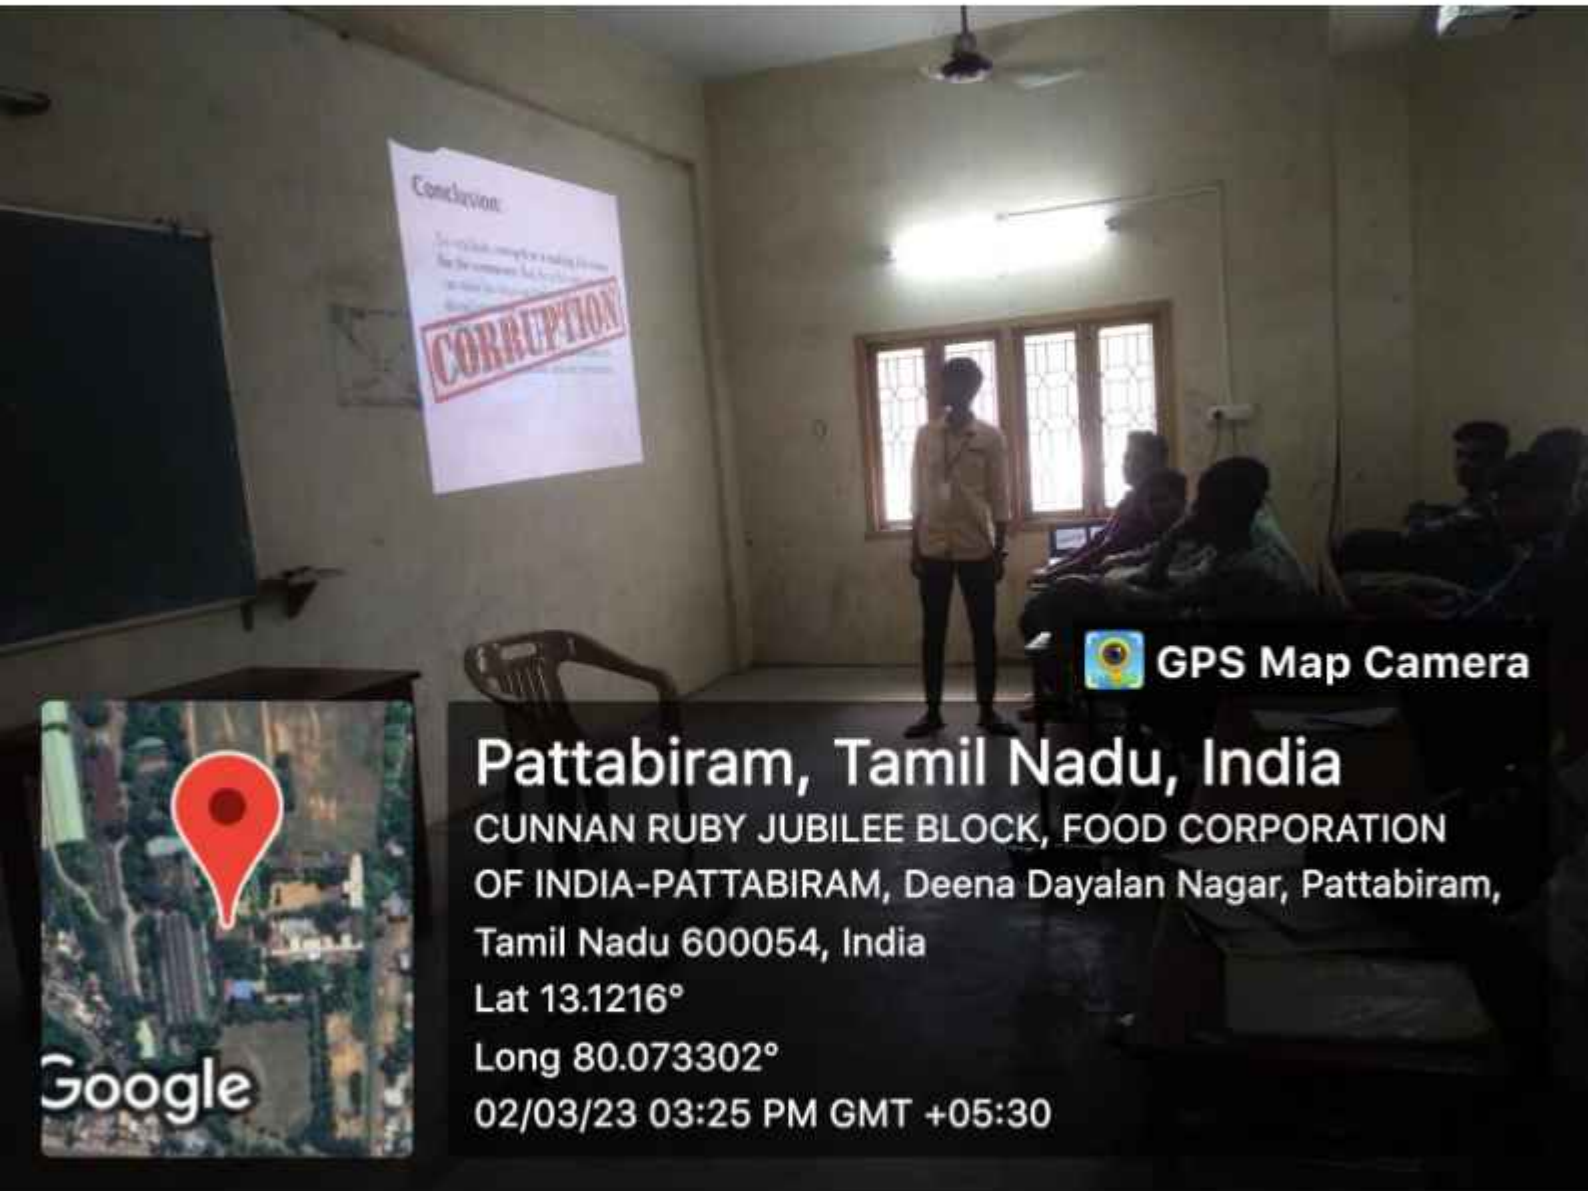 Conclusion:
CORRUPTION
GPS Map Camera
Pattabiram, Tamil Nadu, India
CUNNAN RUBY JUBILEE BLOCK, FOOD CORPORATION
OF INDIA-PATTABIRAM, Deena Dayalan Nagar, Pattabiram,
Tamil Nadu 600054, India
Lat 13.1216°
Long 80.073302°
02/03/23 03:25 PM GMT +05:30
Google